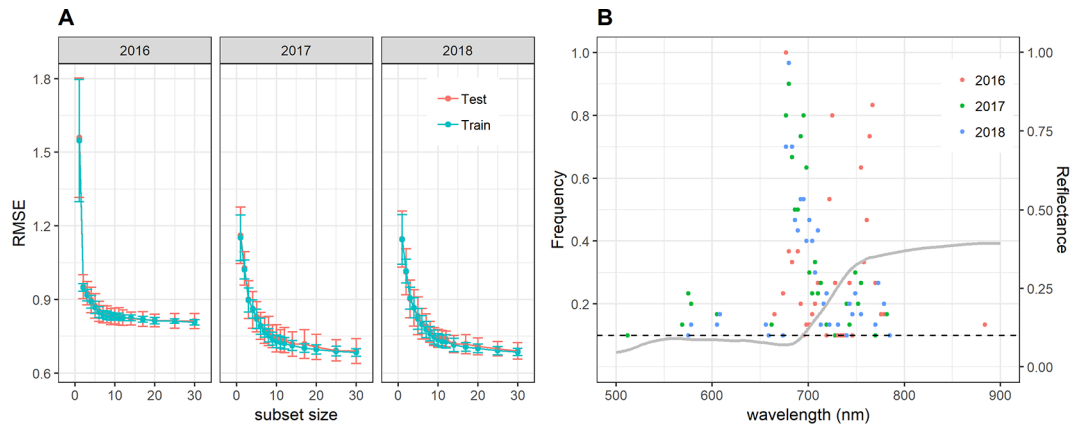 A
2016 2017 2018
1.8
1.5
1.2
0.9
0.6
RMSE
Test
Train
0 10 20 30 0 10 20 30 0 10 20 30
subset size
B
1.0
0.8
0.6
0.4
0.2
Frequency
2016
2017
2018
1.00
0.75
0.50
0.25
0.00
Reflectance
500 600 700 800 900
wavelength (nm)